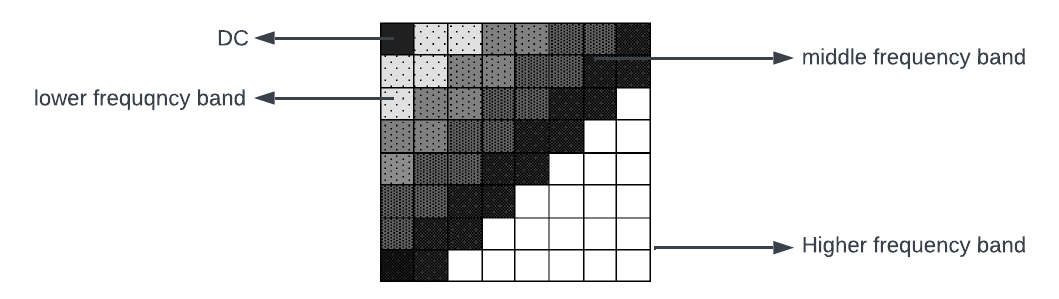 DC
middle frequency band
lower frequqncy band
Higher frequency band